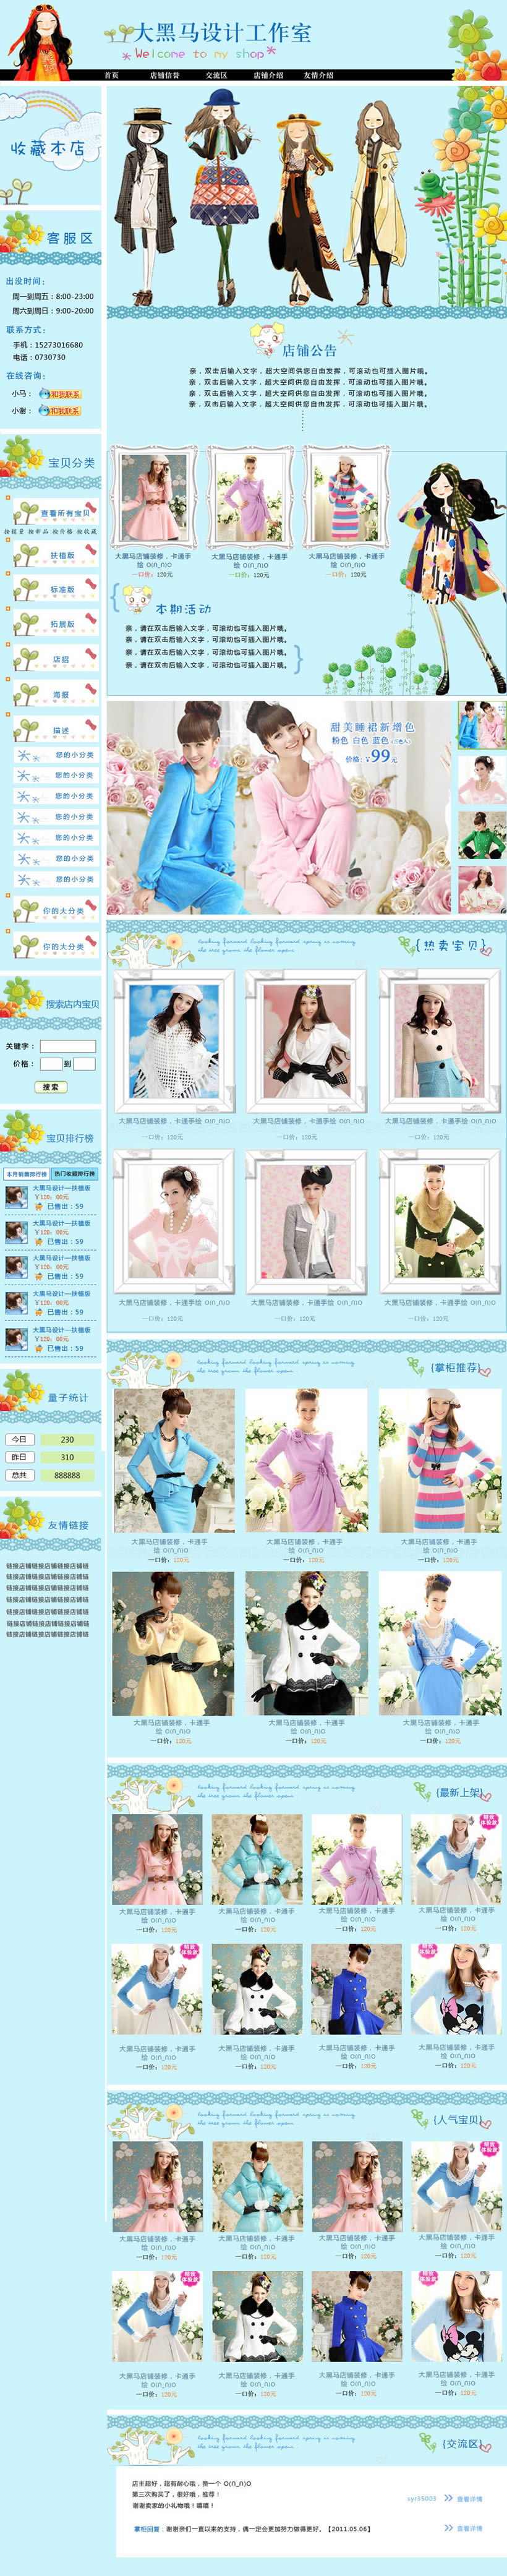 大黑马设计工作室
Welcome to my shop
首页 店铺信誉 交流区 店铺介绍 友情介绍
收藏本店
客服区
出没时间：
周一到周五：8:00-23:00
周六到周日：9:00-20:00
联系方式：
手机：15273016680
电话：0730730
在线咨询：
小马： 和我联系
小谢： 和我联系
宝贝分类
查看所有宝贝
按销量 按新品 按价格 按收藏
扶植版
标准版
拓展版
店招
海报
描述
您的小分类
您的小分类
您的小分类
您的小分类
您的小分类
您的小分类
您的小分类
你的大分类
你的大分类
搜索店内宝贝
关键字：
价格： 到
搜索
宝贝排行榜
本月销售排行榜 热门收藏排行榜
大黑马设计—扶植版
￥120：00元
已售出：59
大黑马设计—扶植版
￥120：00元
已售出：59
大黑马设计—扶植版
￥120：00元
已售出：59
大黑马设计—扶植版
￥120：00元
已售出：59
大黑马设计—扶植版
￥120：00元
已售出：59
量子统计
今日 230
昨日 310
总共 888888
友情链接
链接店铺链接店铺链接店铺链
链接店铺链接店铺链接店铺链
链接店铺链接店铺链接店铺链
链接店铺链接店铺链接店铺链
链接店铺链接店铺链接店铺链
链接店铺链接店铺链接店铺链
链接店铺链接店铺链接店铺链
店铺公告
亲，双击后输入文字，超大空间供您自由发挥，可滚动也可插入图片哦。
亲，双击后输入文字，超大空间供您自由发挥，可滚动也可插入图片哦。
亲，双击后输入文字，超大空间供您自由发挥，可滚动也可插入图片哦。
亲，双击后输入文字，超大空间供您自由发挥，可滚动也可插入图片哦。
大黑马店铺装修，卡通手 大黑马店铺装修，卡通手 大黑马店铺装修，卡通手
绘 O(∩_∩)O 绘 O(∩_∩)O 绘 O(∩_∩)O
一口价：120元 一口价：120元 一口价：120元
{ 本期活动
亲，请在双击后输入文字，可滚动也可插入图片哦。
亲，请在双击后输入文字，可滚动也可插入图片哦。
亲，请在双击后输入文字，可滚动也可插入图片哦。
亲，请在双击后输入文字，可滚动也可插入图片哦。 }
甜美睡裙新增色
粉色 白色 蓝色(三色入)
价格：￥99元
looking forward looking forward spring is coming
the tree green the flower open
{热卖宝贝}
大黑马店铺装修，卡通手绘 O(∩_∩)O 大黑马店铺装修，卡通手绘 O(∩_∩)O 大黑马店铺装修，卡通手绘 O(∩_∩)O
一口价：120元 一口价：120元 一口价：120元
大黑马店铺装修，卡通手绘 O(∩_∩)O 大黑马店铺装修，卡通手绘 O(∩_∩)O 大黑马店铺装修，卡通手绘 O(∩_∩)O
一口价：120元 一口价：120元 一口价：120元
looking forward looking forward spring is coming
the tree green the flower open
{掌柜推荐}
大黑马店铺装修，卡通手 大黑马店铺装修，卡通手 大黑马店铺装修，卡通手
绘 O(∩_∩)O 绘 O(∩_∩)O 绘 O(∩_∩)O
一口价：120元 一口价：120元 一口价：120元
大黑马店铺装修，卡通手 大黑马店铺装修，卡通手 大黑马店铺装修，卡通手
绘 O(∩_∩)O 绘 O(∩_∩)O 绘 O(∩_∩)O
一口价：120元 一口价：120元 一口价：120元
looking forward looking forward spring is coming
the tree green the flower open
{最新上架}
大黑马店铺装修，卡通手 大黑马店铺装修，卡通手 大黑马店铺装修，卡通手 大黑马店铺装修，卡通手
绘 O(∩_∩)O 绘 O(∩_∩)O 绘 O(∩_∩)O 绘 O(∩_∩)O
一口价：120元 一口价：120元 一口价：120元 一口价：120元
大黑马店铺装修，卡通手 大黑马店铺装修，卡通手 大黑马店铺装修，卡通手 大黑马店铺装修，卡通手
绘 O(∩_∩)O 绘 O(∩_∩)O 绘 O(∩_∩)O 绘 O(∩_∩)O
一口价：120元 一口价：120元 一口价：120元 一口价：120元
looking forward looking forward spring is coming
the tree green the flower open
{人气宝贝}
大黑马店铺装修，卡通手 大黑马店铺装修，卡通手 大黑马店铺装修，卡通手 大黑马店铺装修，卡通手
绘 O(∩_∩)O 绘 O(∩_∩)O 绘 O(∩_∩)O 绘 O(∩_∩)O
一口价：120元 一口价：120元 一口价：120元 一口价：120元
大黑马店铺装修，卡通手 大黑马店铺装修，卡通手 大黑马店铺装修，卡通手 大黑马店铺装修，卡通手
绘 O(∩_∩)O 绘 O(∩_∩)O 绘 O(∩_∩)O 绘 O(∩_∩)O
一口价：120元 一口价：120元 一口价：120元 一口价：120元
looking forward looking forward spring is coming
the tree green the flower open
{交流区}
店主超好，超有耐心哦，赞一个 O(∩_∩)O
第三次购买了，很好哦，推荐！
谢谢卖家的小礼物哦！嘻嘻！
syr35003 查看详情
掌柜回复：谢谢亲们一直以来的支持，偶一定会更加努力做得更好。【2011.05.06】 查看详情